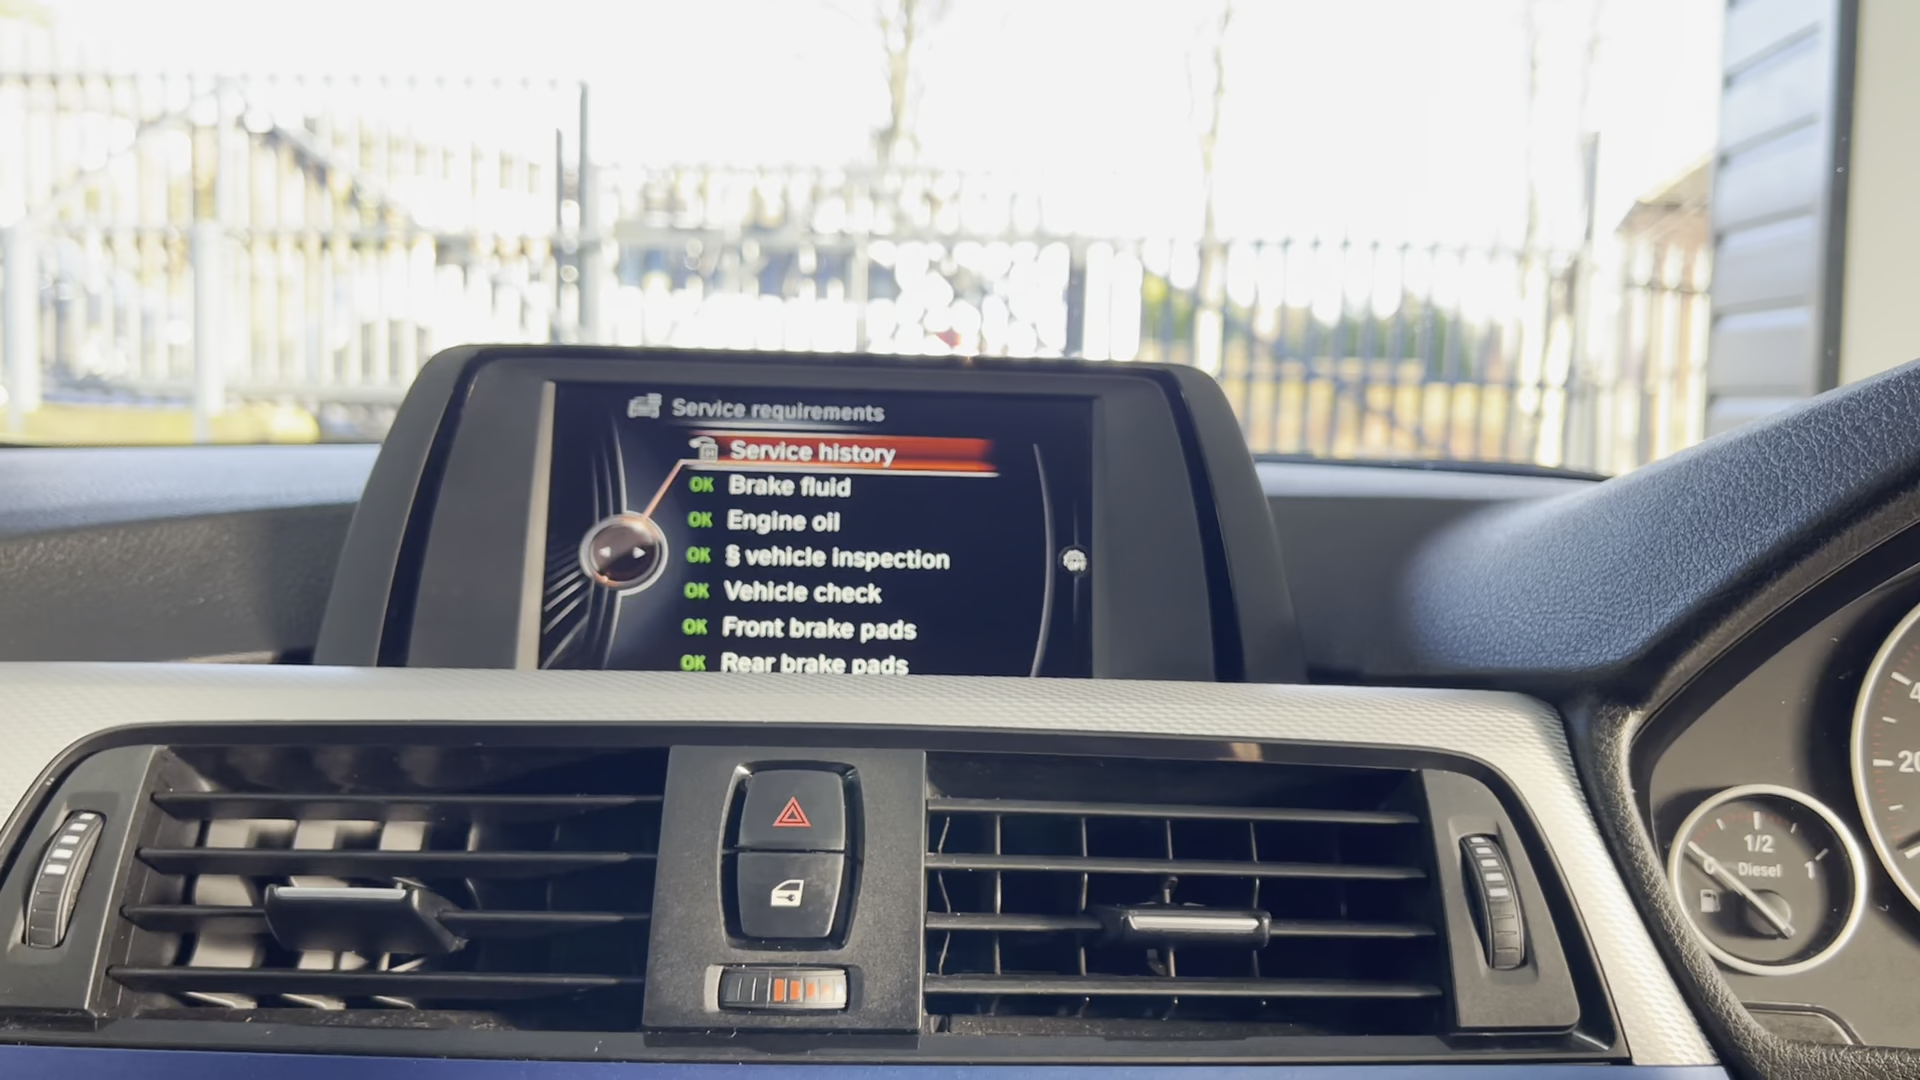 Service requirements
Service history
OK Brake fluid
OK Engine oil
OK § vehicle inspection
OK Vehicle check
OK Front brake pads
OK Rear brake pads
20
1/2
0 Diesel 1